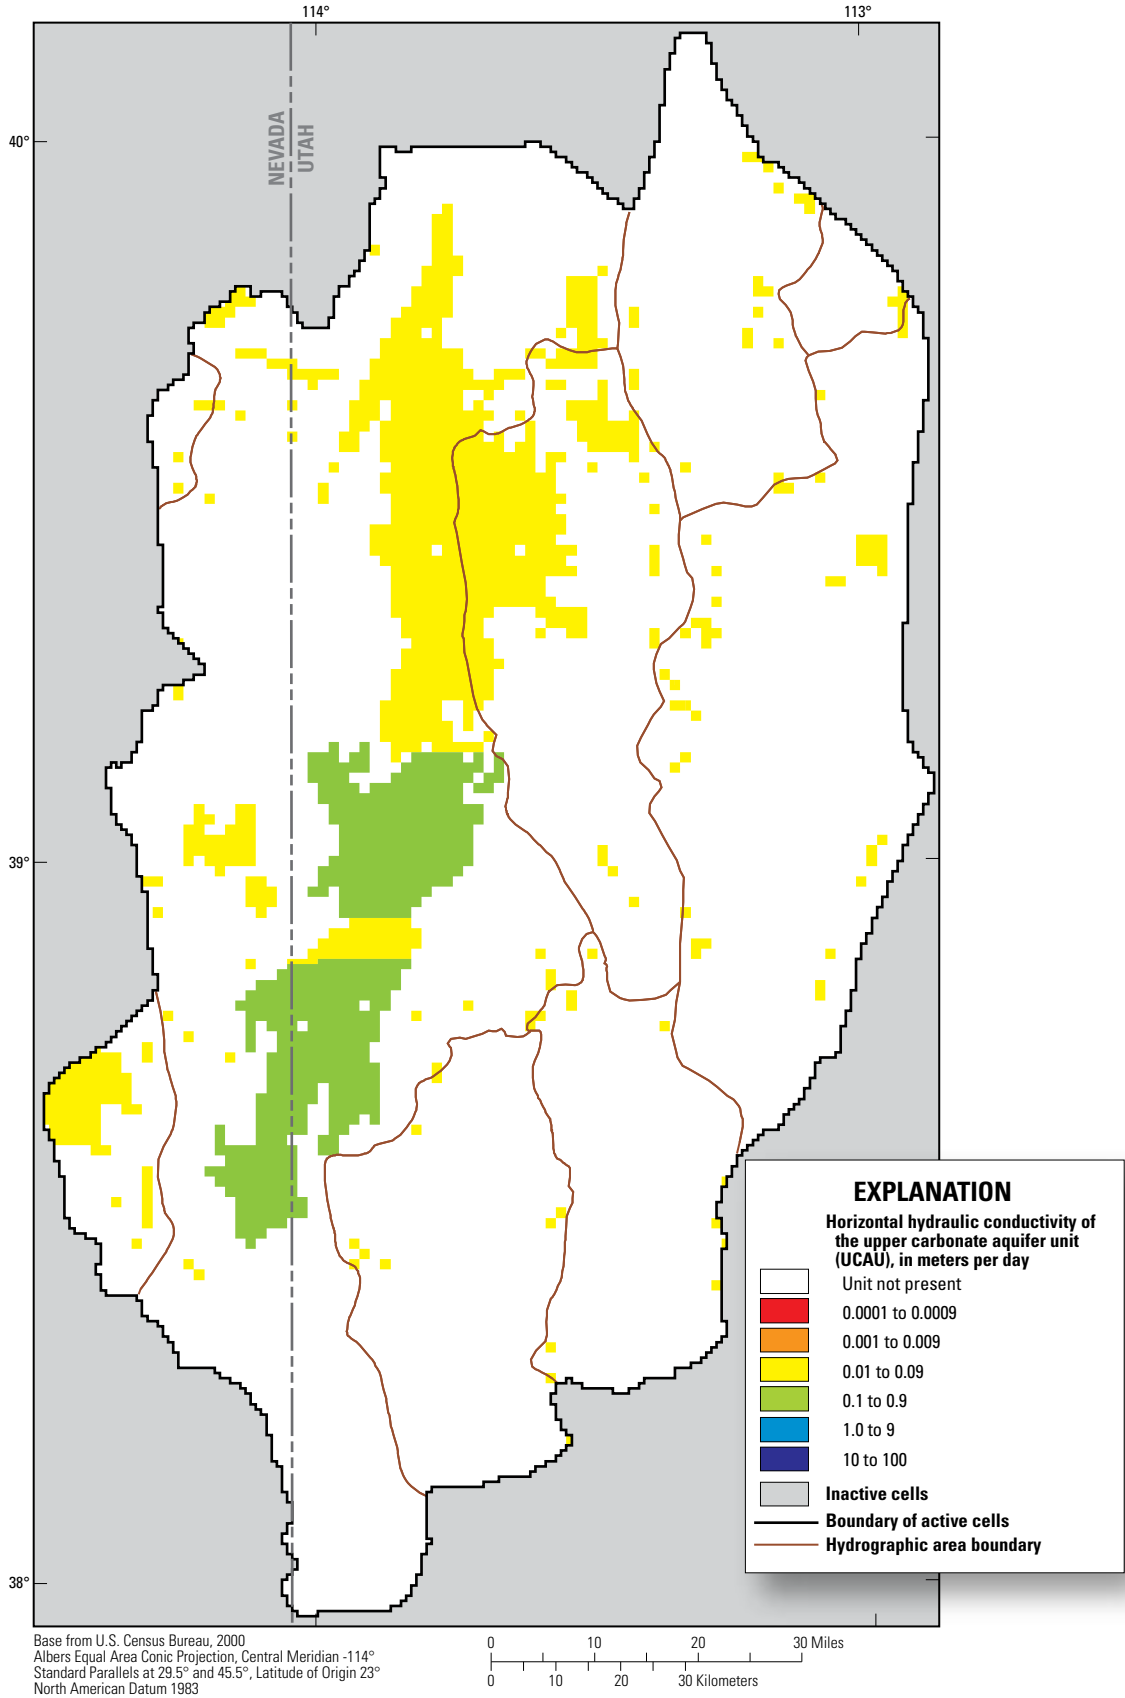 114°
113°
40°
NEVADA
UTAH
39°
38°
EXPLANATION
Horizontal hydraulic conductivity of
the upper carbonate aquifer unit
(UCAU), in meters per day
Unit not present
0.0001 to 0.0009
0.001 to 0.009
0.01 to 0.09
0.1 to 0.9
1.0 to 9
10 to 100
Inactive cells
Boundary of active cells
Hydrographic area boundary
Base from U.S. Census Bureau, 2000
Albers Equal Area Conic Projection, Central Meridian -114°
Standard Parallels at 29.5° and 45.5°, Latitude of Origin 23°
North American Datum 1983
0 10 20 30 Miles
0 10 20 30 Kilometers